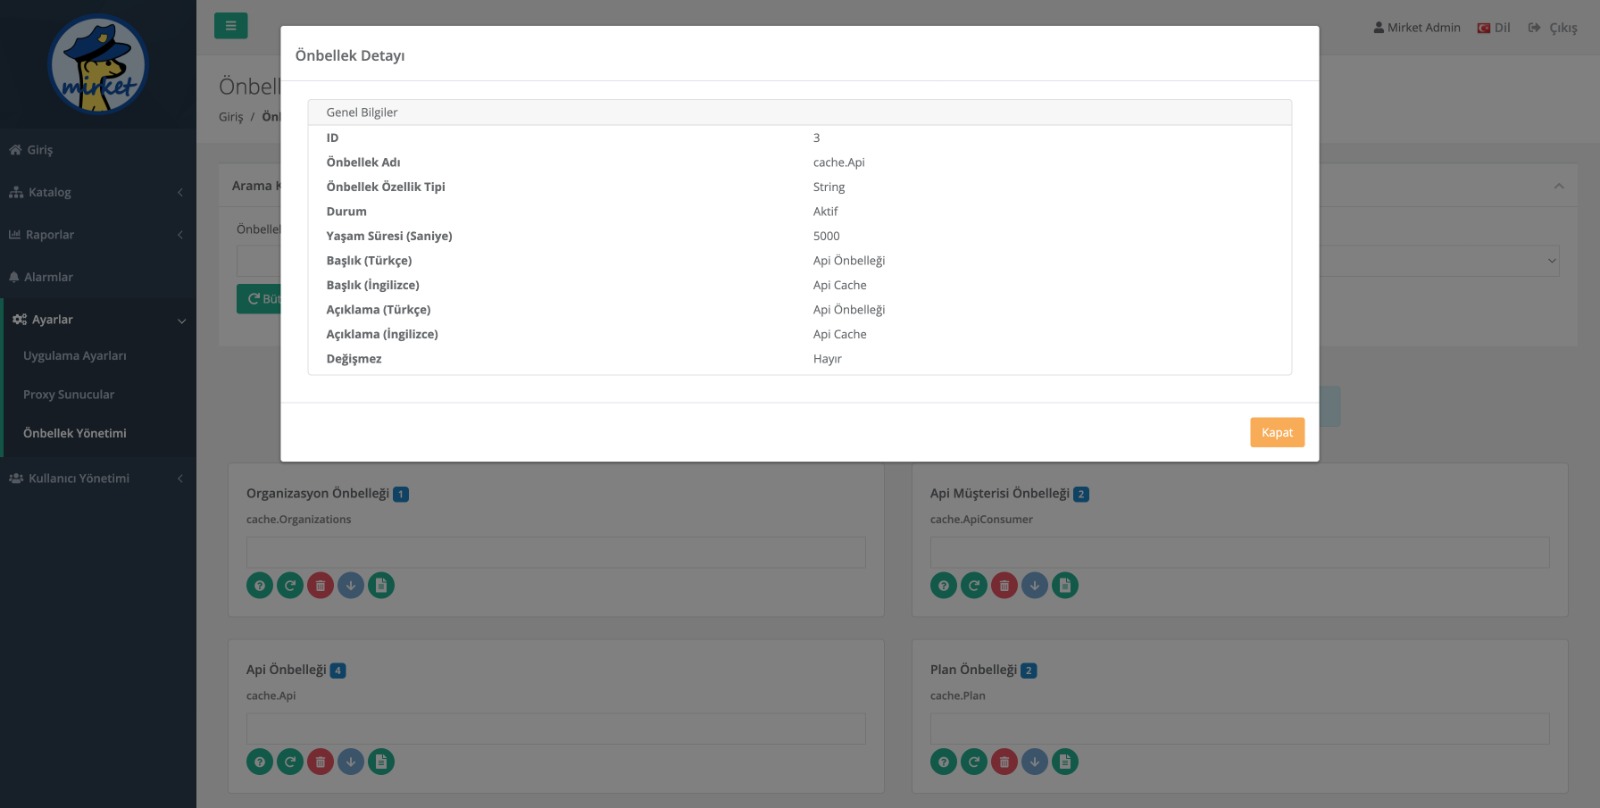 mirket
Mirket Admin
Dil
Çıkış
Önbellek Detayı
Önbell
Giriş / Ön
Genel Bilgiler
ID 3
Önbellek Adı cache.Api
Önbellek Özellik Tipi String
Durum Aktif
Yaşam Süresi (Saniye) 5000
Başlık (Türkçe) Api Önbelleği
Başlık (İngilizce) Api Cache
Açıklama (Türkçe) Api Önbelleği
Açıklama (İngilizce) Api Cache
Değişmez Hayır
Kapat
Giriş
Katalog
Raporlar
Alarmlar
Ayarlar
Uygulama Ayarları
Proxy Sunucular
Önbellek Yönetimi
Kullanıcı Yönetimi
Arama K
Önbelle
Büt
Organizasyon Önbelleği 1
cache.Organizations
Api Müşterisi Önbelleği 2
cache.ApiConsumer
Api Önbelleği 4
cache.Api
Plan Önbelleği 2
cache.Plan